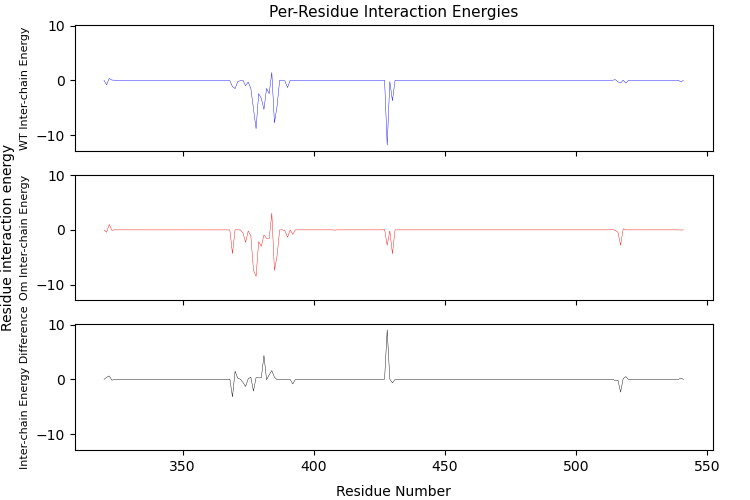 Per-Residue Interaction Energies
Residue interaction energy
WT Inter-chain Energy
10
0
−10
Om Inter-chain Energy
10
0
−10
Inter-chain Energy Difference
10
0
−10
350
400
450
500
550
Residue Number